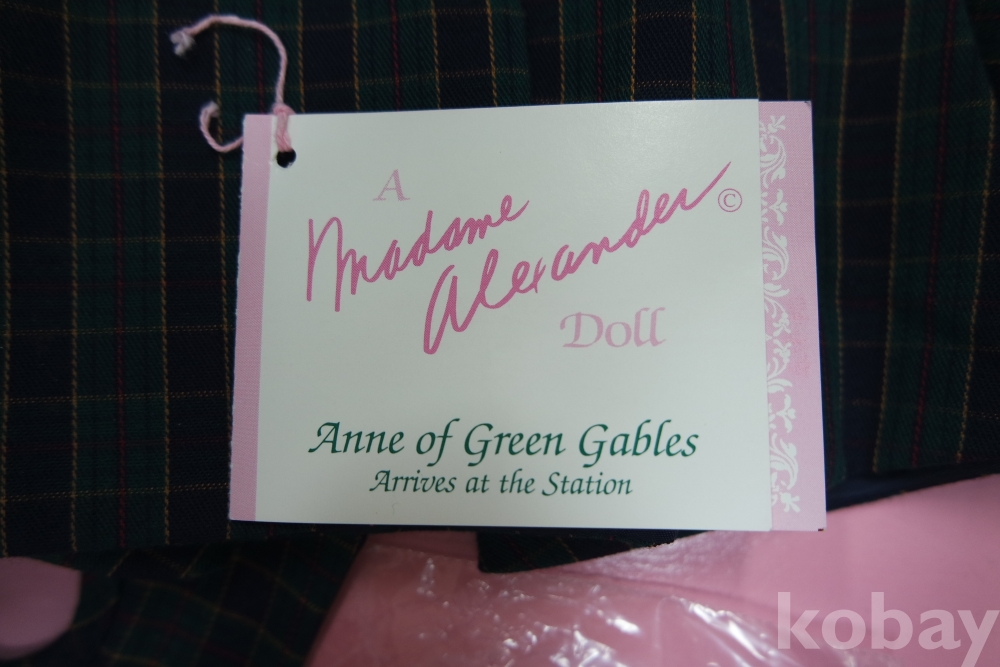 A
Madame
Alexander ©
Doll
Anne of Green Gables
Arrives at the Station
kobay